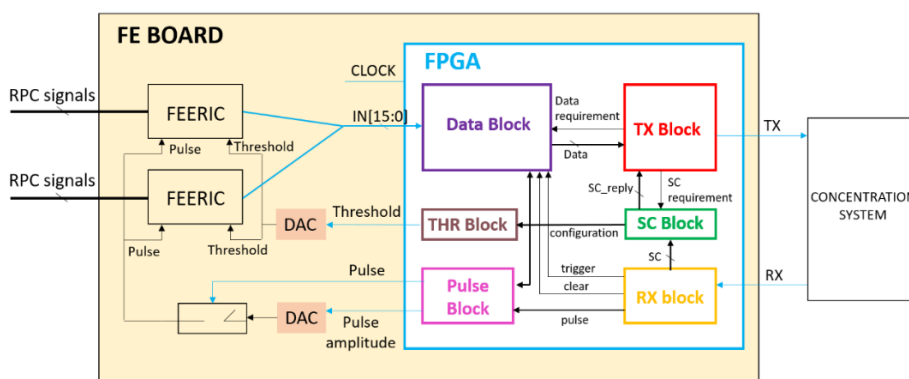 FE BOARD
CLOCK
FPGA
RPC signals
FEERIC
IN[15:0]
Data Block
Data
requirement
TX Block
TX
Pulse
Threshold
Data
RPC signals
FEERIC
SC_reply
SC
requirement
CONCENTRATION
SYSTEM
DAC
Threshold
THR Block
configuration
SC Block
Pulse
Threshold
SC
trigger
RX
Pulse
clear
Pulse
Block
RX block
DAC
Pulse
amplitude
pulse